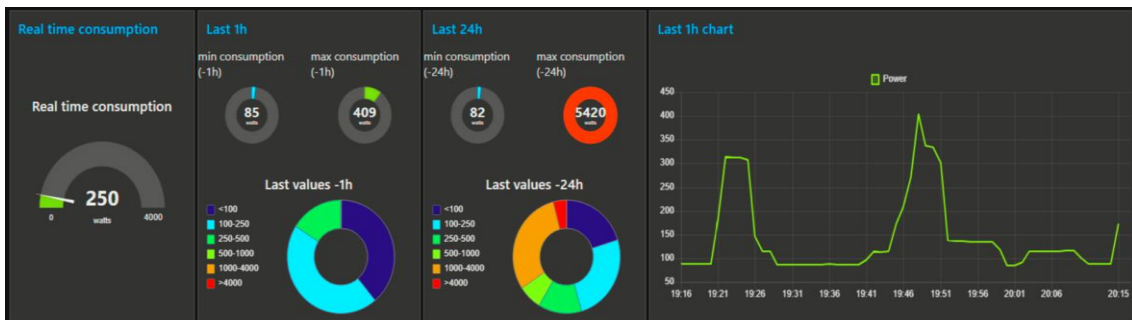 Real time consumption
Real time consumption
250
watts
0
4000
Last 1h
min consumption
(-1h)
85
watts
max consumption
(-1h)
409
watts
Last values -1h
<100
100-250
250-500
500-1000
1000-4000
>4000
Last 24h
min consumption
(-24h)
82
watts
max consumption
(-24h)
5420
watts
Last values -24h
<100
100-250
250-500
500-1000
1000-4000
>4000
Last 1h chart
Power
450
400
350
300
250
200
150
100
50
19:16
19:21
19:26
19:31
19:36
19:41
19:46
19:51
19:56
20:01
20:06
20:15